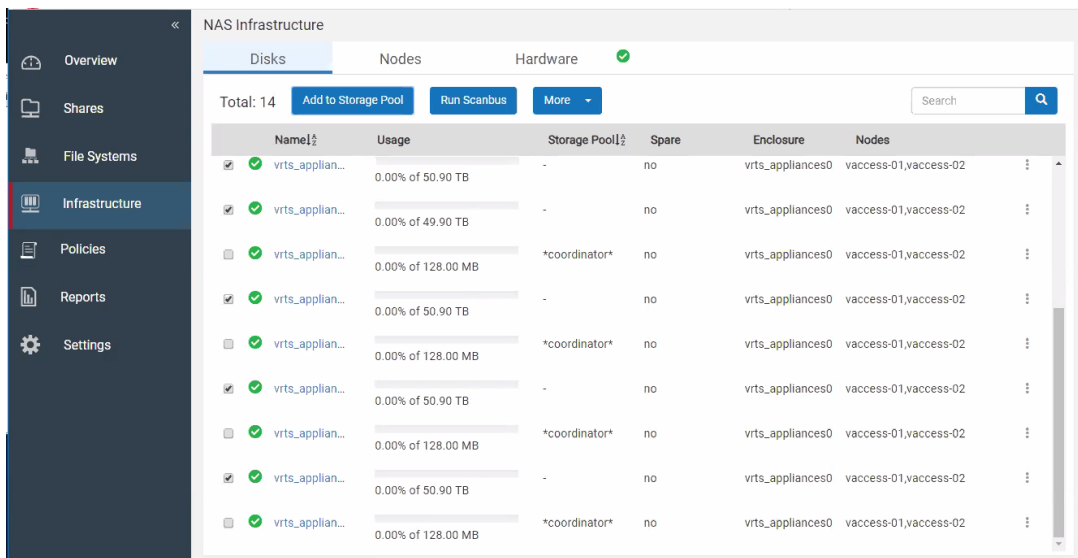 «
NAS Infrastructure
Overview
Shares
File Systems
Infrastructure
Policies
Reports
Settings
Disks Nodes Hardware
Total: 14 Add to Storage Pool Run Scanbus More Search
Name Usage Storage Pool Spare Enclosure Nodes
vrts_applian... - no vrts_appliances0 vaccess-01,vaccess-02
0.00% of 50.90 TB
vrts_applian... - no vrts_appliances0 vaccess-01,vaccess-02
0.00% of 49.90 TB
vrts_applian... *coordinator* no vrts_appliances0 vaccess-01,vaccess-02
0.00% of 128.00 MB
vrts_applian... - no vrts_appliances0 vaccess-01,vaccess-02
0.00% of 50.90 TB
vrts_applian... *coordinator* no vrts_appliances0 vaccess-01,vaccess-02
0.00% of 128.00 MB
vrts_applian... - no vrts_appliances0 vaccess-01,vaccess-02
0.00% of 50.90 TB
vrts_applian... *coordinator* no vrts_appliances0 vaccess-01,vaccess-02
0.00% of 128.00 MB
vrts_applian... - no vrts_appliances0 vaccess-01,vaccess-02
0.00% of 50.90 TB
vrts_applian... *coordinator* no vrts_appliances0 vaccess-01,vaccess-02
0.00% of 128.00 MB